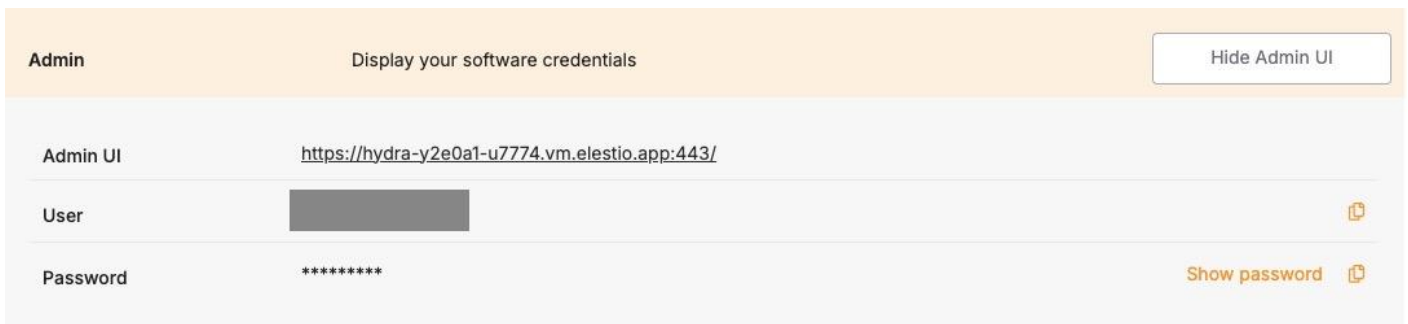 Admin Display your software credentials Hide Admin UI
Admin UI https://hydra-y2e0a1-u7774.vm.elestio.app:443/
User
Password ********* Show password